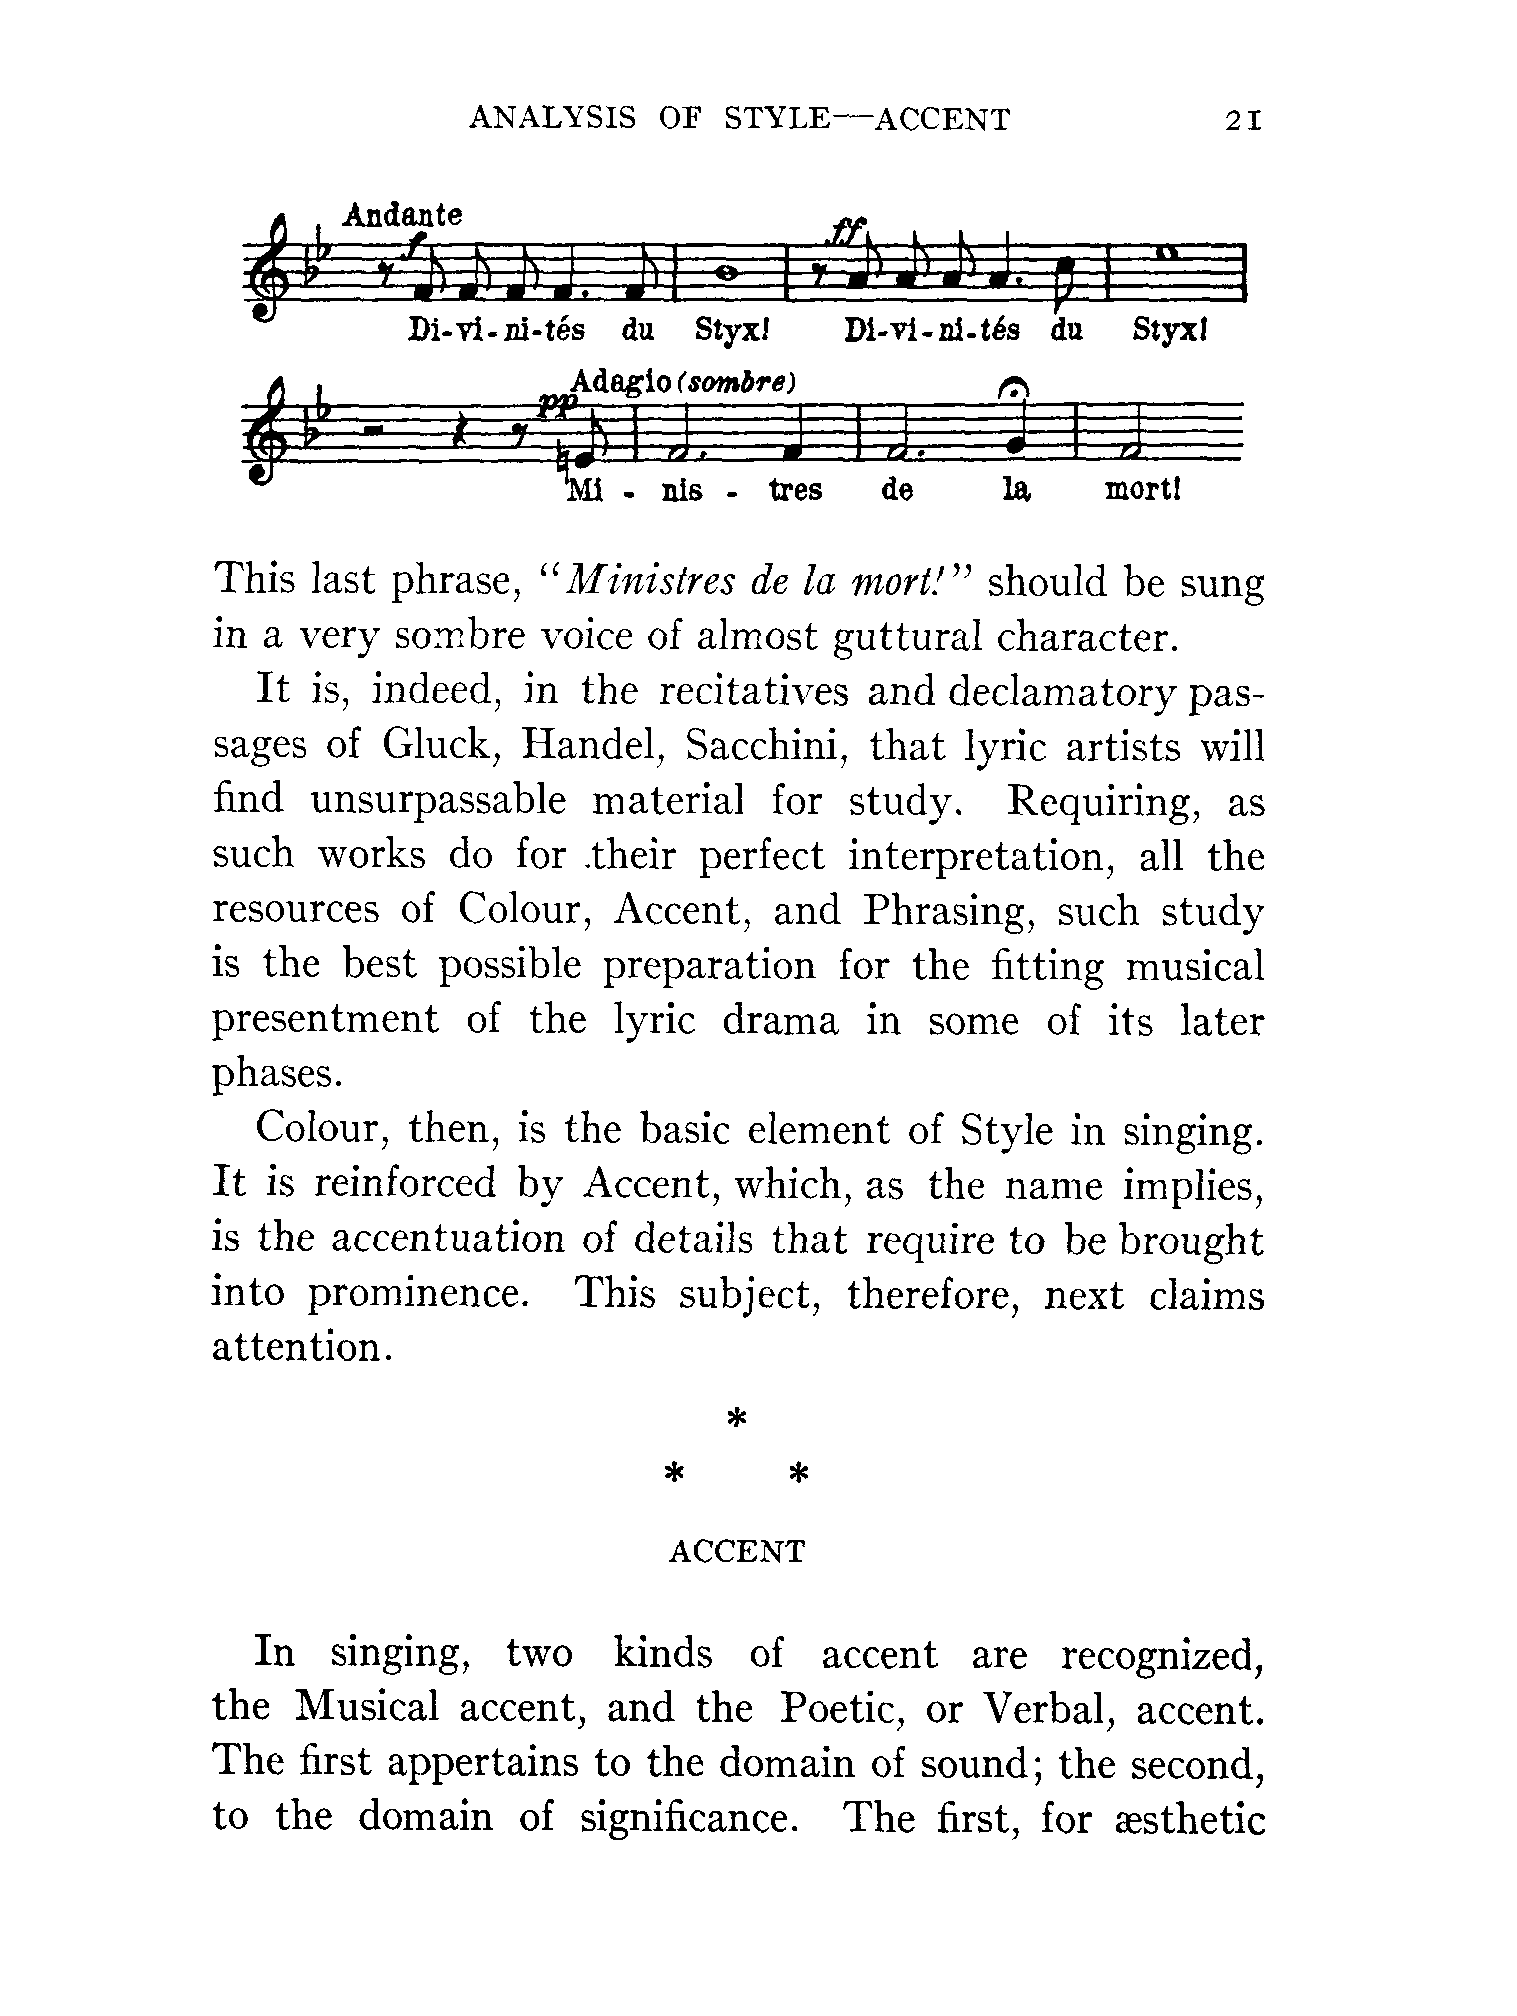 ANALYSIS OF STYLE—ACCENT 21
Andante
f ff
Di-vi-ni-tés du Styx! Di-vi-ni-tés du Styx!
Adagio (sombre)
pp
Mi - nis - tres de la mort!
This last phrase, “Ministres de la mort!” should be sung
in a very sombre voice of almost guttural character.
It is, indeed, in the recitatives and declamatory pas-
sages of Gluck, Handel, Sacchini, that lyric artists will
find unsurpassable material for study. Requiring, as
such works do for their perfect interpretation, all the
resources of Colour, Accent, and Phrasing, such study
is the best possible preparation for the fitting musical
presentment of the lyric drama in some of its later
phases.
Colour, then, is the basic element of Style in singing.
It is reinforced by Accent, which, as the name implies,
is the accentuation of details that require to be brought
into prominence. This subject, therefore, next claims
attention.
*
* *
ACCENT
In singing, two kinds of accent are recognized,
the Musical accent, and the Poetic, or Verbal, accent.
The first appertains to the domain of sound; the second,
to the domain of significance. The first, for æsthetic